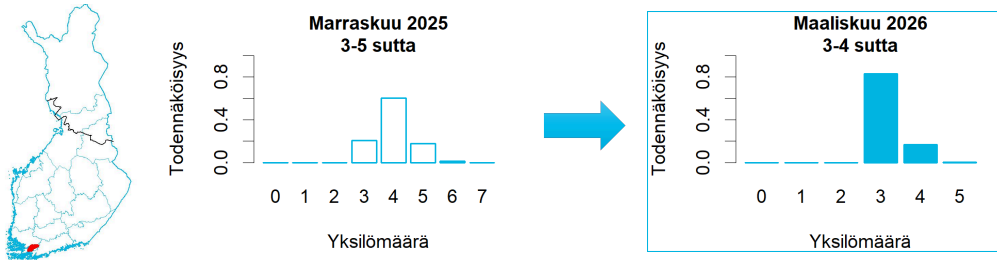 Marraskuu 2025
3-5 sutta
Todennäköisyys
0.0 0.4 0.8
0 1 2 3 4 5 6 7
Yksilömäärä
Maaliskuu 2026
3-4 sutta
Todennäköisyys
0.0 0.4 0.8
0 1 2 3 4 5
Yksilömäärä